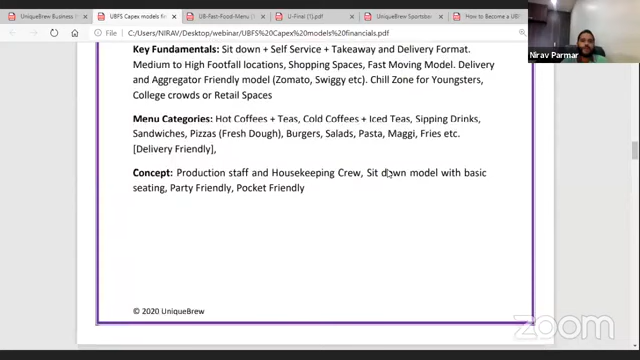 UniqueBrew Business A
UBFS Capex models finan
UB-Fast-Food-Menu D
U-Final (1).pdf
UniqueBrew Sportsba
'How to Become a UB
File
C:/Users/NIRAV/Desktop/webinar/UBFS%20Capex%20models%20financials.pdf
Nirav Parmar
Key Fundamentals: Sit down + Self Service + Takeaway and Delivery Format.
Medium to High Footfall locations, Shopping Spaces, Fast Moving Model. Delivery
and Aggregator Friendly model (Zomato, Swiggy etc). Chill Zone for Youngsters,
College crowds or Retail Spaces
Menu Categories: Hot Coffees + Teas, Cold Coffees + Iced Teas, Sipping Drinks,
Sandwiches, Pizzas (Fresh Dough), Burgers, Salads, Pasta, Maggi, Fries etc.
[Delivery Friendly],
Concept: Production staff and Housekeeping Crew, Sit down model with basic
seating, Party Friendly, Pocket Friendly
© 2020 UniqueBrew
zoom